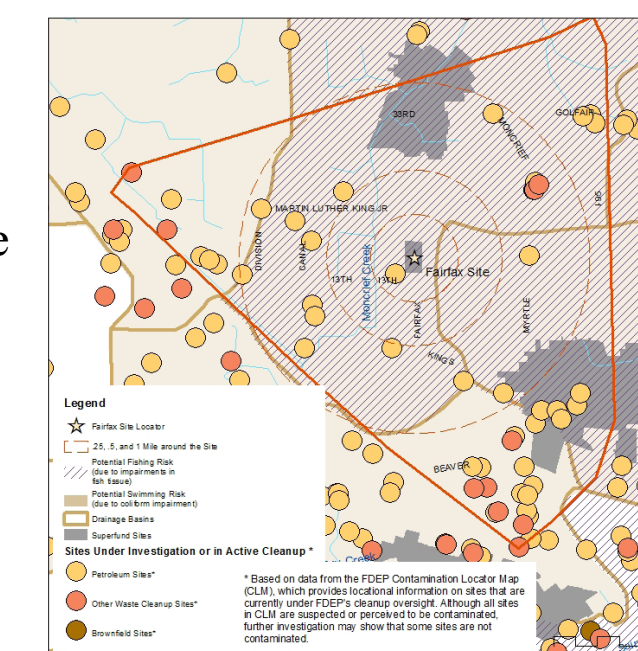 e
33RD
GOLFAIR
MONCRIEF
I95
MARTIN LUTHER KING JR
DIVISION
CANAL
Moncrief Creek
13TH
13TH
Fairfax Site
FAIRFAX
MYRTLE
KINGS
BEAVER
Creek
Legend
Fairfax Site Locator
.25, .5, and 1 Mile around the Site
Potential Fishing Risk
(due to impairments in
fish tissue)
Potential Swimming Risk
(due to coliform impairment)
Drainage Basins
Superfund Sites
Sites Under Investigation or in Active Cleanup *
Petroleum Sites*
Other Waste Cleanup Sites*
Brownfield Sites*
* Based on data from the FDEP Contamination Locator Map
(CLM), which provides locational information on sites that are
currently under FDEP's cleanup oversight. Although all sites
in CLM are suspected or perceived to be contaminated,
further investigation may show that some sites are not
contaminated.